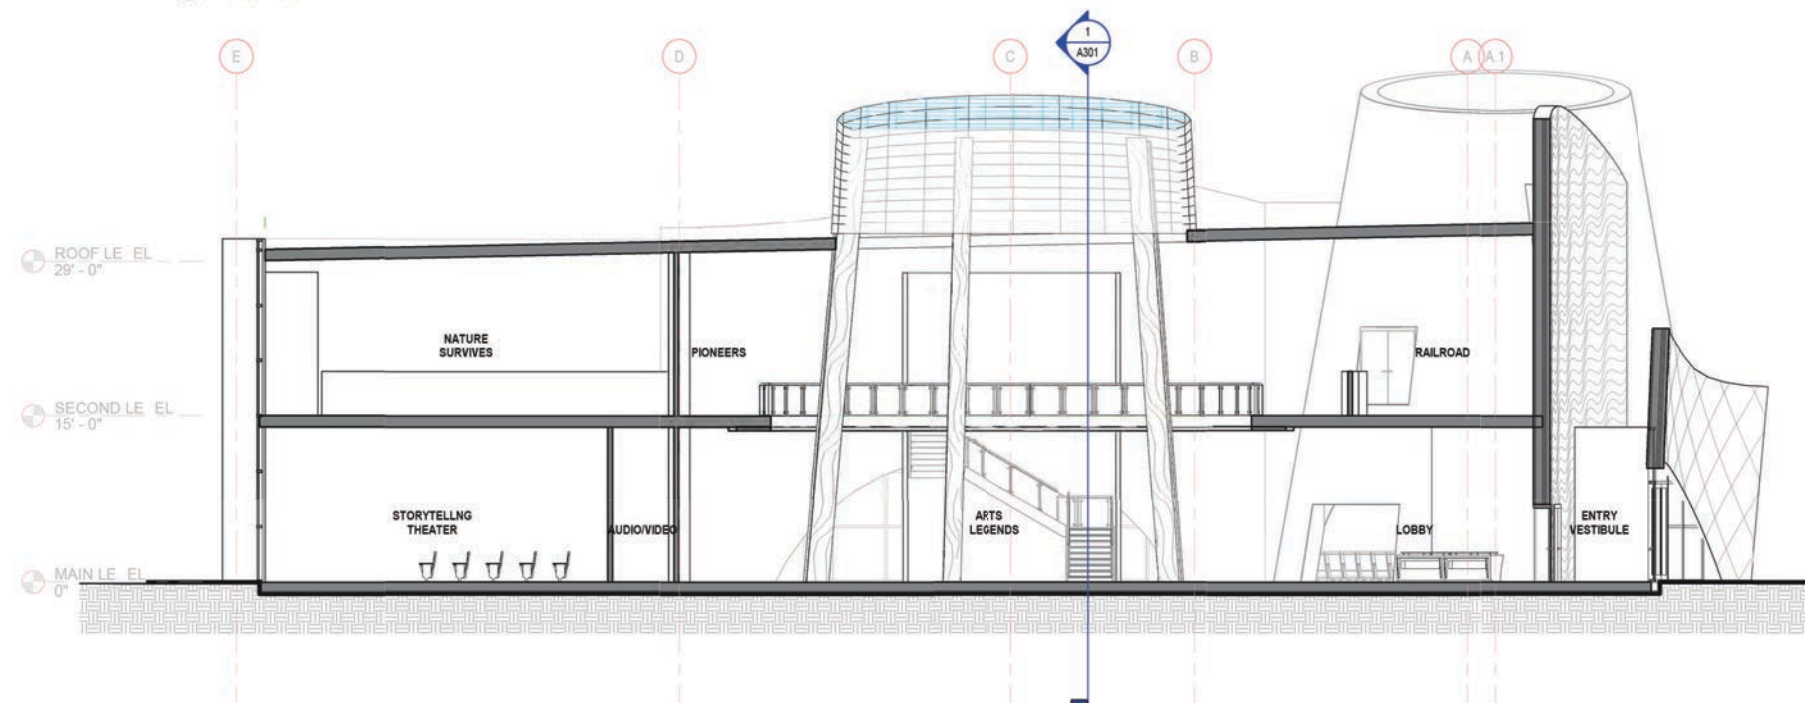 E
D
C
1
A301
B
A
A.1
ROOF LE EL
29' - 0"
NATURE
SURVIVES
PIONEERS
RAILROAD
SECOND LE EL
15' - 0"
STORYTELLNG
THEATER
AUDIO/VIDEO
ARTS
LEGENDS
LOBBY
ENTRY
VESTIBULE
MAIN LE EL
0"